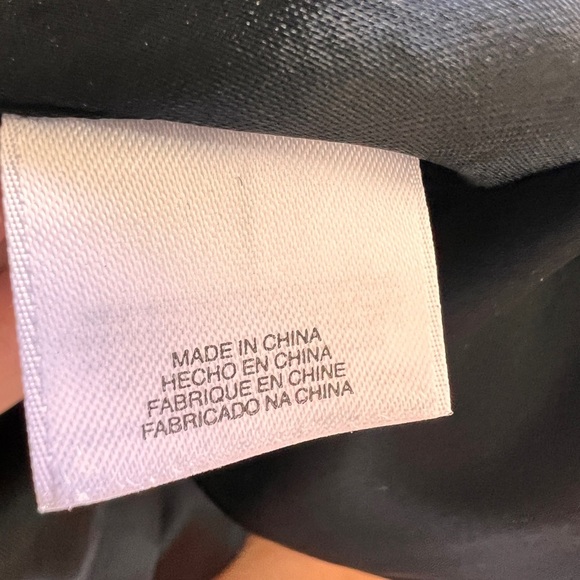 MADE IN CHINA
HECHO EN CHINA
FABRIQUE EN CHINE
FABRICADO NA CHINA